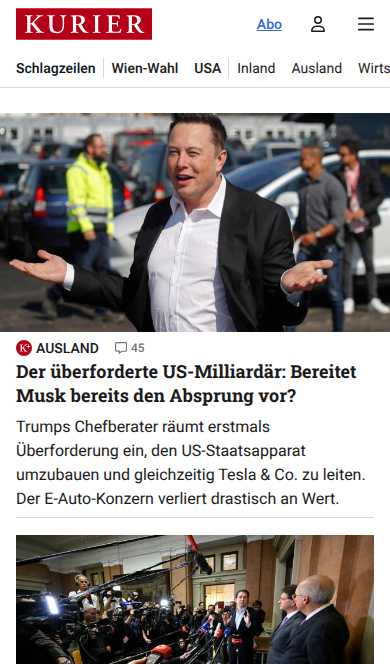 KURIER
Abo
Schlagzeilen Wien-Wahl USA Inland Ausland Wirts
K+ AUSLAND 45
Der überforderte US-Milliardär: Bereitet
Musk bereits den Absprung vor?
Trumps Chefberater räumt erstmals
Überforderung ein, den US-Staatsapparat
umzubauen und gleichzeitig Tesla & Co. zu leiten.
Der E-Auto-Konzern verliert drastisch an Wert.